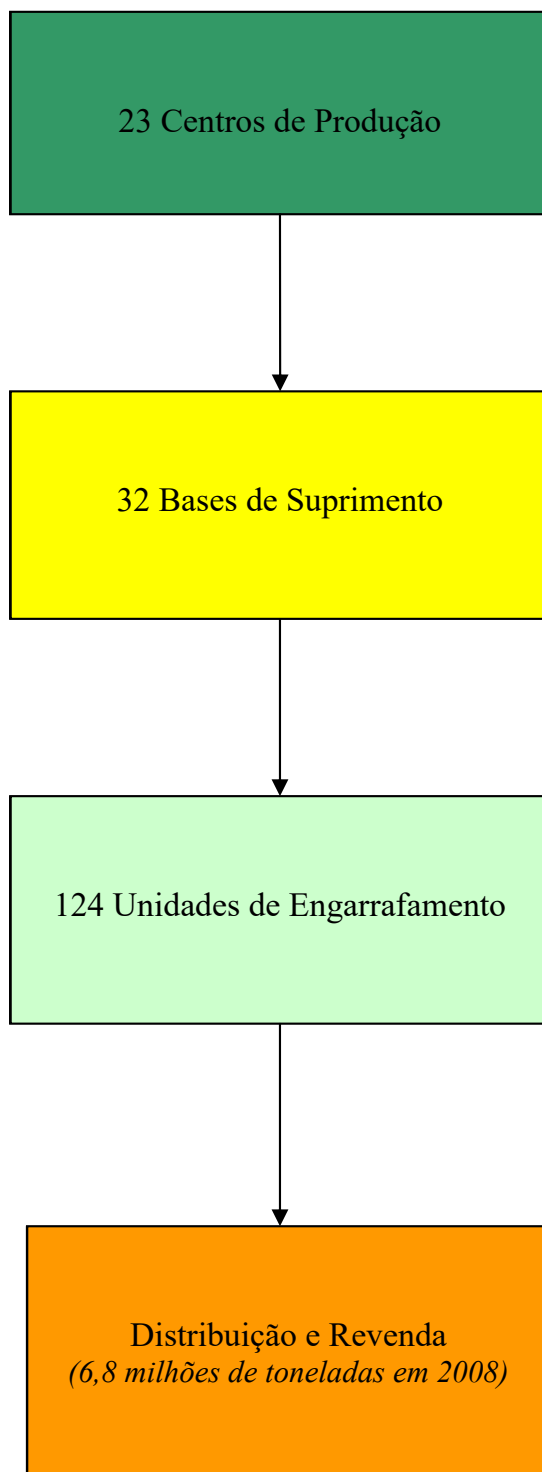 23 Centros de Produção
32 Bases de Suprimento
124 Unidades de Engarrafamento
Distribuição e Revenda
(6,8 milhões de toneladas em 2008)